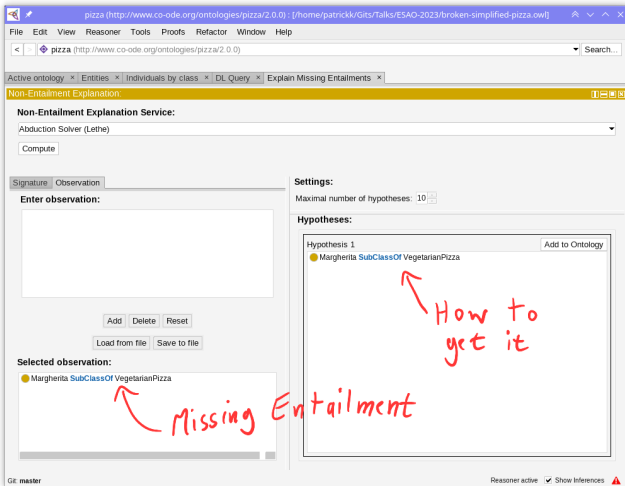 pizza (http://www.co-ode.org/ontologies/pizza/2.0.0) : [/home/patrickk/Gits/Talks/ESAO-2023/broken-simplified-pizza.owl]
File Edit View Reasoner Tools Proofs Refactor Window Help
< > pizza (http://www.co-ode.org/ontologies/pizza/2.0.0) Search...
Active ontology × Entities × Individuals by class × DL Query × Explain Missing Entailments ×
Non-Entailment Explanation:
Non-Entailment Explanation Service:
Abduction Solver (Lethe)
Compute
Signature Observation
Enter observation:
Add Delete Reset
Load from file Save to file
Selected observation:
Margherita SubClassOf VegetarianPizza
Missing Entailment
Settings:
Maximal number of hypotheses: 10
Hypotheses:
Hypothesis 1 Add to Ontology
Margherita SubClassOf VegetarianPizza
How to
get it
Git: master
Reasoner active Show Inferences